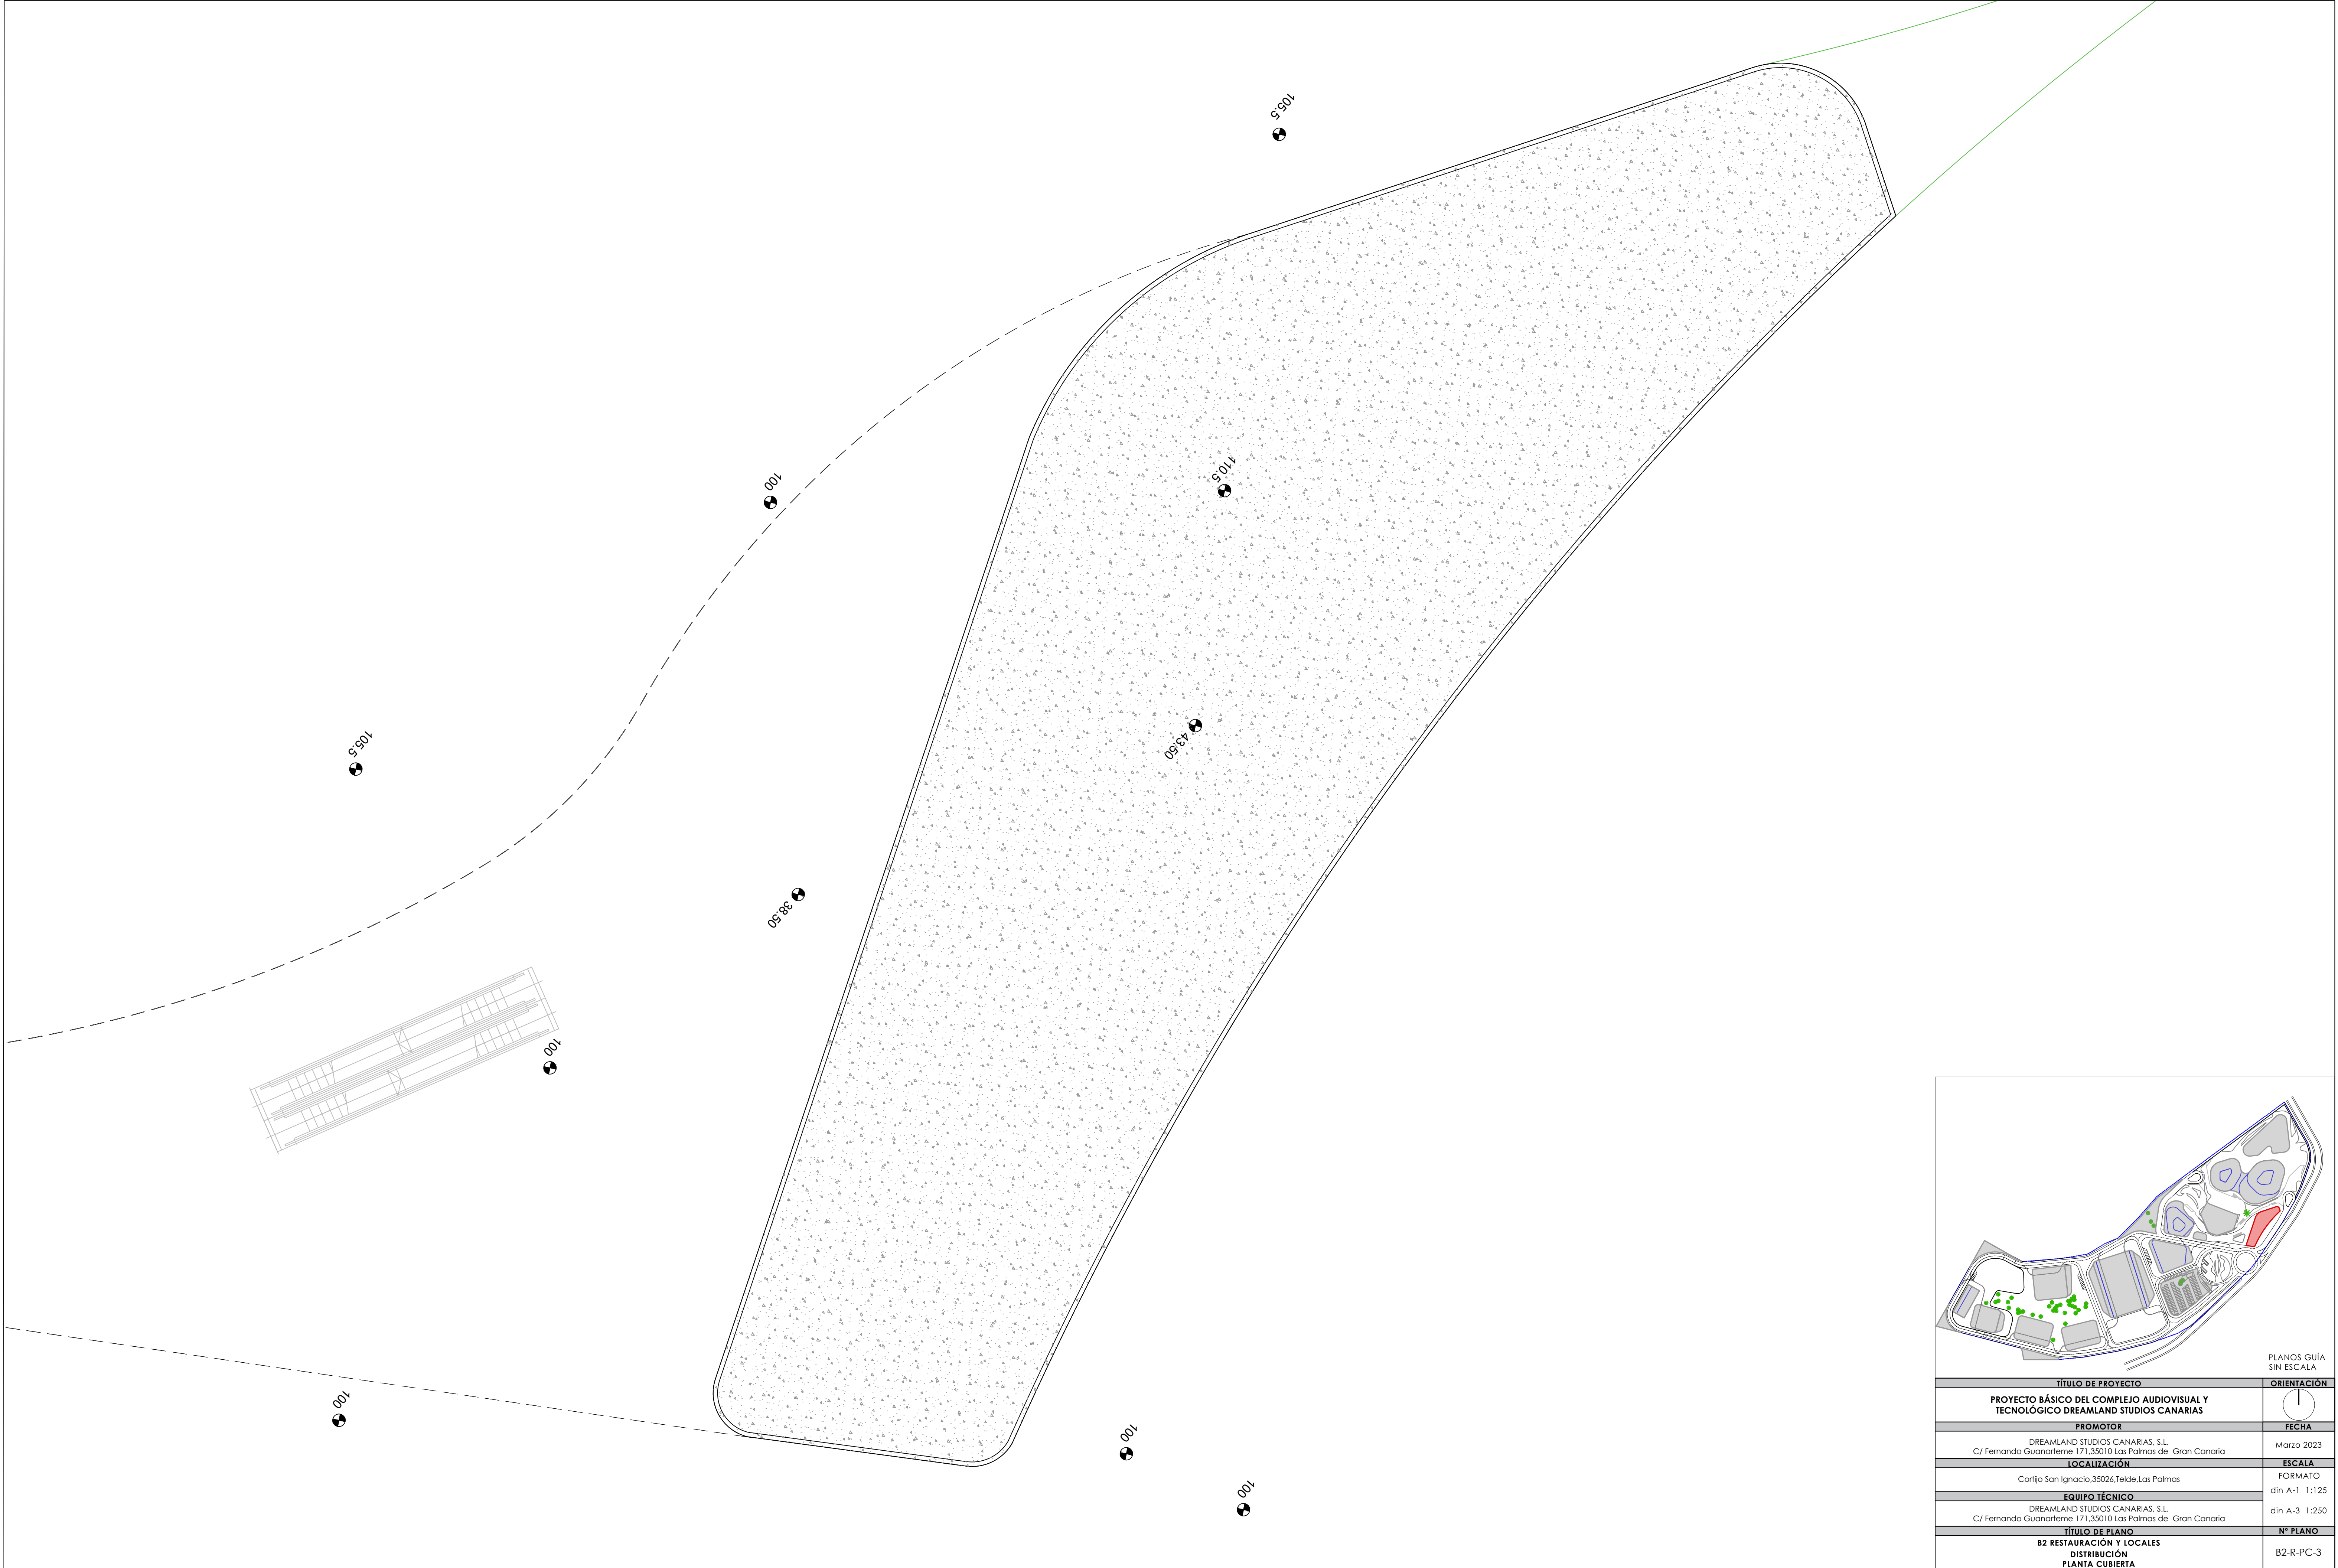 105.5
100
110.5
105.5
43.50
38.50
100
100
100
100
PLANOS GUÍA
SIN ESCALA
TÍTULO DE PROYECTO
ORIENTACIÓN
PROYECTO BÁSICO DEL COMPLEJO AUDIOVISUAL Y
TECNOLÓGICO DREAMLAND STUDIOS CANARIAS
PROMOTOR
FECHA
DREAMLAND STUDIOS CANARIAS, S.L.
C/ Fernando Guanarteme 171,35010 Las Palmas de Gran Canaria
Marzo 2023
LOCALIZACIÓN
ESCALA
Cortijo San Ignacio,35026,Telde,Las Palmas
FORMATO
din A-1 1:125
din A-3 1:250
EQUIPO TÉCNICO
DREAMLAND STUDIOS CANARIAS, S.L.
C/ Fernando Guanarteme 171,35010 Las Palmas de Gran Canaria
TÍTULO DE PLANO
Nº PLANO
B2 RESTAURACIÓN Y LOCALES
DISTRIBUCIÓN
PLANTA CUBIERTA
B2-R-PC-3